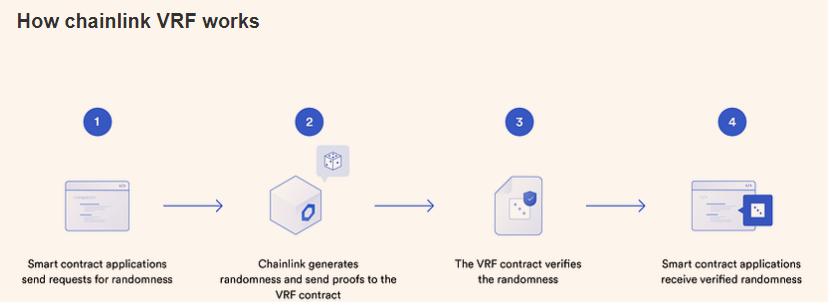 How chainlink VRF works
1
2
3
4
Smart contract applications
send requests for randomness
Chainlink generates
randomness and send proofs to the
VRF contract
The VRF contract verifies
the randomness
Smart contract applications
receive verified randomness